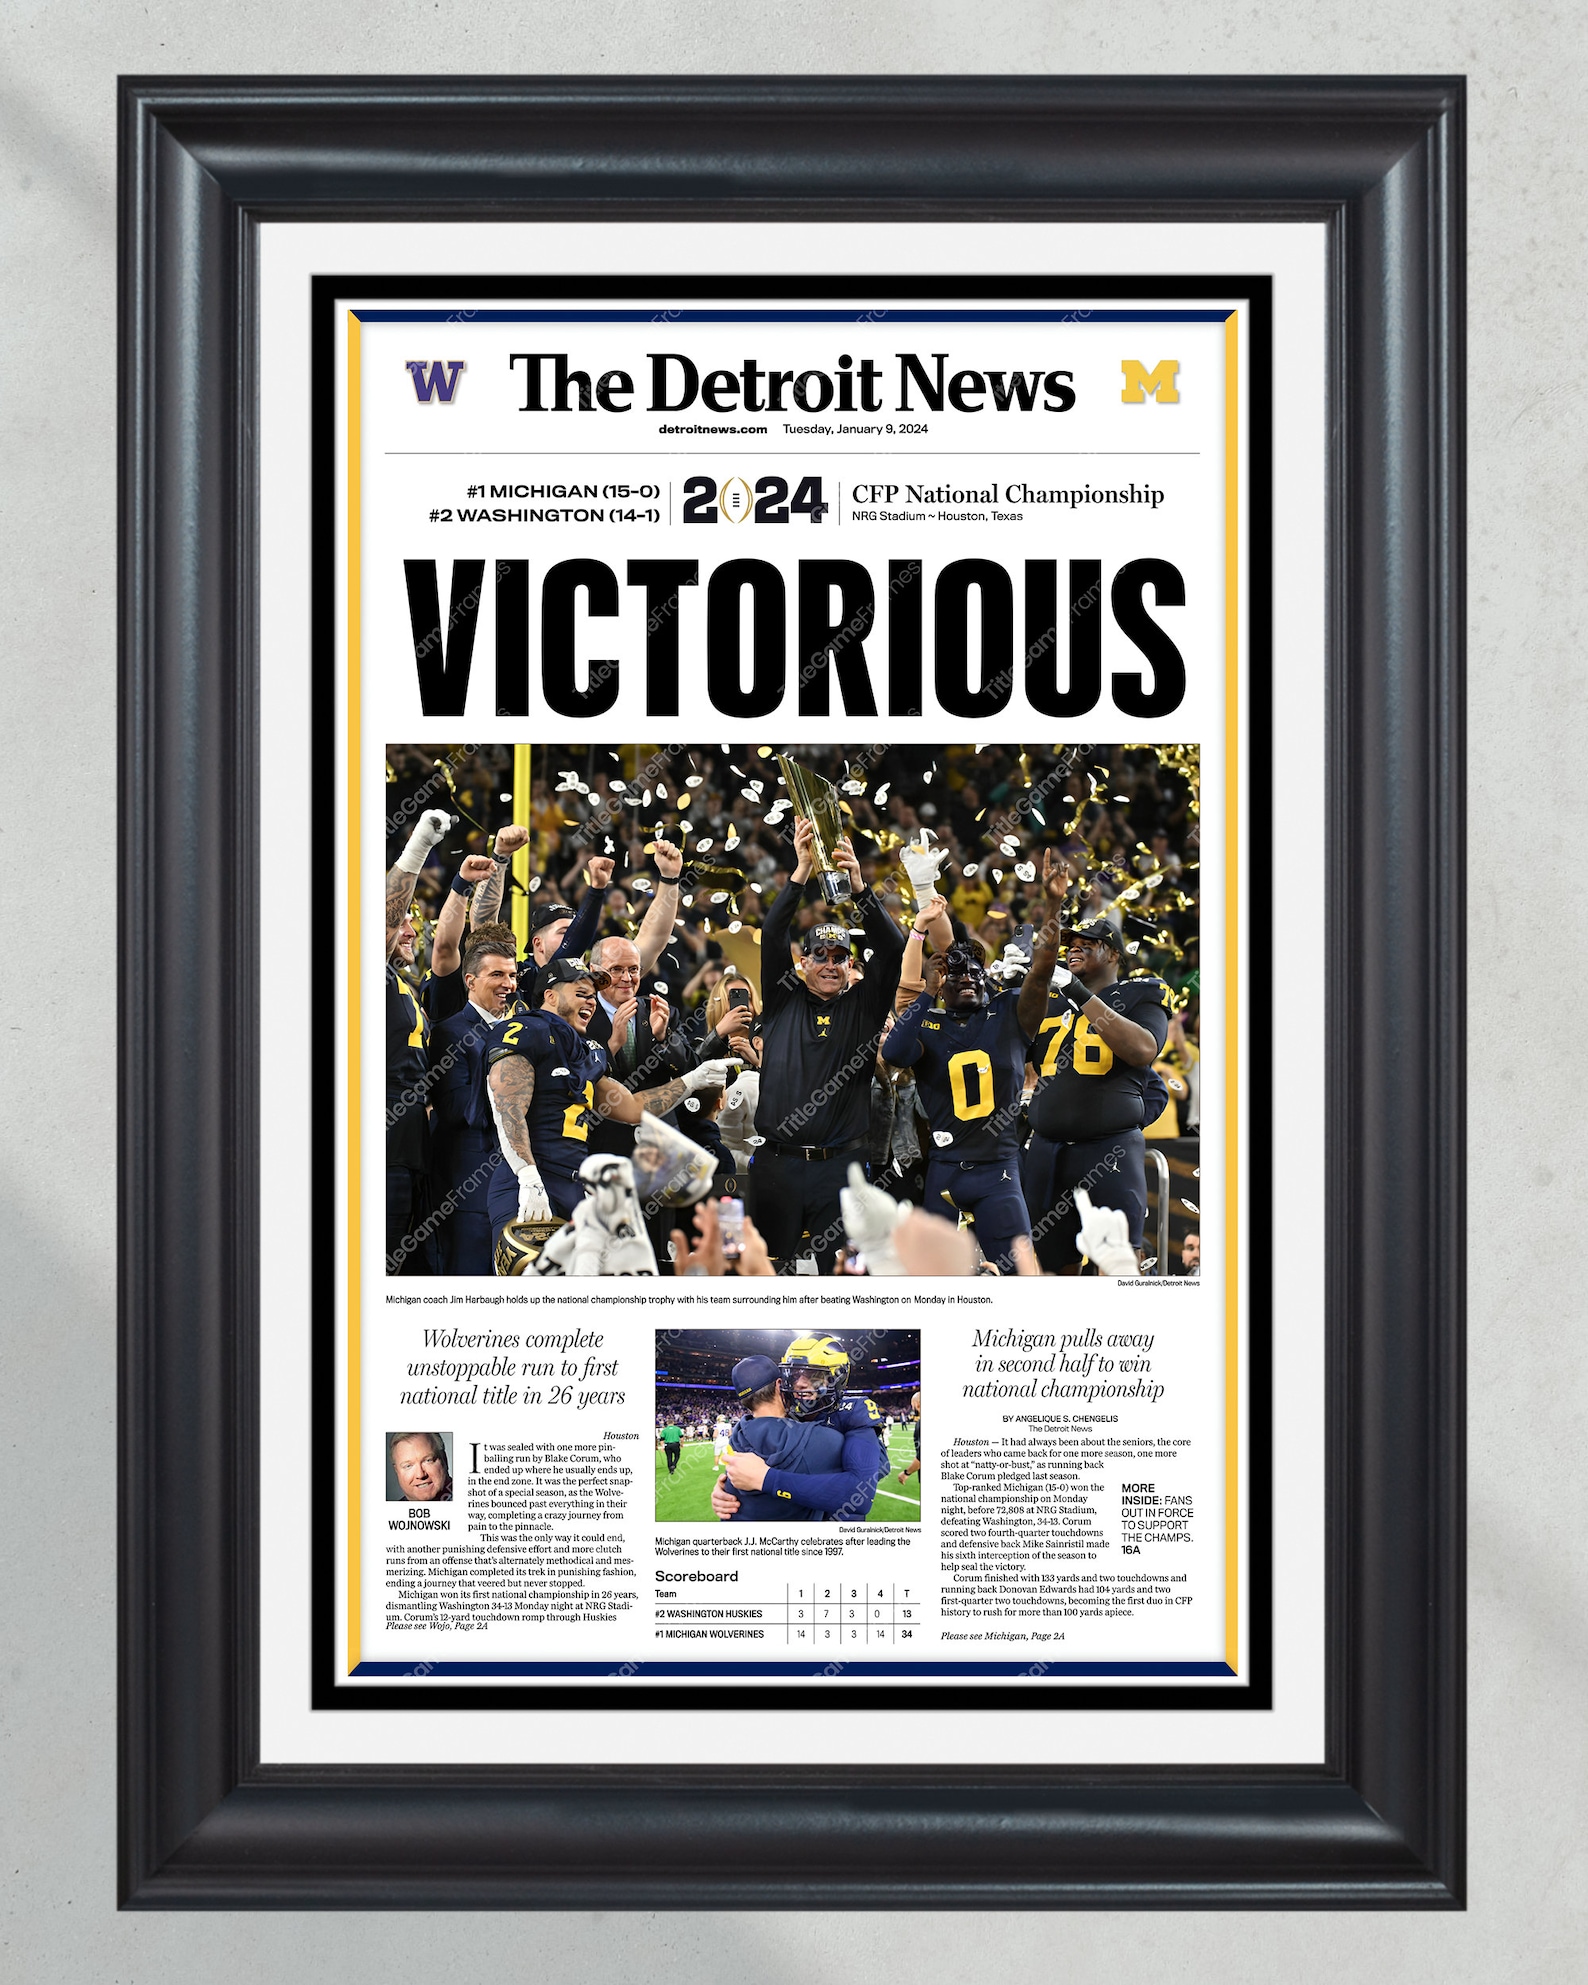 W
The Detroit News
M
detroitnews.com Tuesday, January 9, 2024
#1 MICHIGAN (15-0)
#2 WASHINGTON (14-1)
2024
CFP National Championship
NRG Stadium ~ Houston, Texas
VICTORIOUS
TitleGameFrames
CHAMPS
M
2
2
0
78
David Guralnick/Detroit News
Michigan coach Jim Harbaugh holds up the national championship trophy with his team surrounding him after beating Washington on Monday in Houston.
Wolverines complete
unstoppable run to first
national title in 26 years
BOB
WOJNOWSKI
Houston
It was sealed with one more pin-
balling run by Blake Corum, who
ended up where he usually ends up,
in the end zone. It was the perfect snap-
shot of a special season, as the Wolve-
rines bounced past everything in their
way, completing a crazy journey from
pain to the pinnacle.
This was the only way it could end,
with another punishing defensive effort and more clutch
runs from an offense that's alternately methodical and mes-
merizing. Michigan completed its trek in punishing fashion,
ending a journey that veered but never stopped.
Michigan won its first national championship in 26 years,
dismantling Washington 34-13 Monday night at NRG Stadi-
um. Corum's 12-yard touchdown romp through Huskies
Please see Wojo, Page 2A
9
David Guralnick/Detroit News
Michigan quarterback J.J. McCarthy celebrates after leading the
Wolverines to their first national title since 1997.
Scoreboard
Team 1 2 3 4 T
#2 WASHINGTON HUSKIES 3 7 3 0 13
#1 MICHIGAN WOLVERINES 14 3 3 14 34
Michigan pulls away
in second half to win
national championship
BY ANGELIQUE S. CHENGELIS
The Detroit News
Houston — It had always been about the seniors, the core
of leaders who came back for one more season, one more
shot at "natty-or-bust," as running back
Blake Corum pledged last season.
Top-ranked Michigan (15-0) won the
national championship on Monday
night, before 72,808 at NRG Stadium,
defeating Washington, 34-13. Corum
scored two fourth-quarter touchdowns
and defensive back Mike Sainristil made
his sixth interception of the season to
help seal the victory.
Corum finished with 133 yards and two touchdowns and
running back Donovan Edwards had 104 yards and two
first-quarter two touchdowns, becoming the first duo in CFP
history to rush for more than 100 yards apiece.
Please see Michigan, Page 2A
MORE
INSIDE: FANS
OUT IN FORCE
TO SUPPORT
THE CHAMPS.
16A